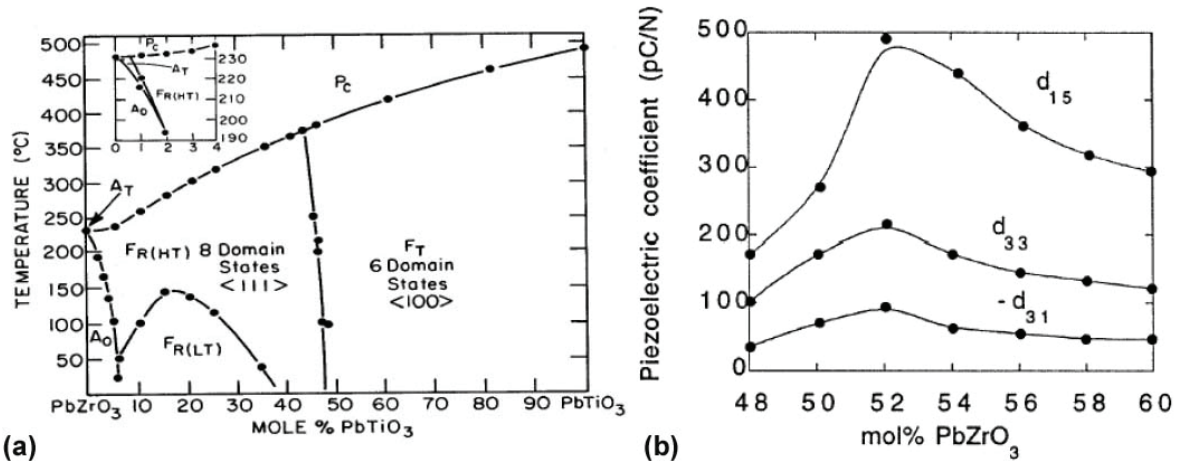 500
450
400
350
300
250
200
150
100
50
TEMPERATURE (°C)
P_C
A_T
F_R(HT)
A_O
230
220
210
200
190
0 1 2 3 4
P_C
A_T
F_R(HT) 8 Domain
States
<111>
F_T
6 Domain
States
<100>
A_O
F_R(LT)
PbZrO3 10 20 30 40 50 60 70 80 90 PbTiO3
MOLE % PbTiO3
(a)
Piezoelectric coefficient (pC/N)
500
400
300
200
100
0
d15
d33
-d31
48 50 52 54 56 58 60
mol% PbZrO3
(b)